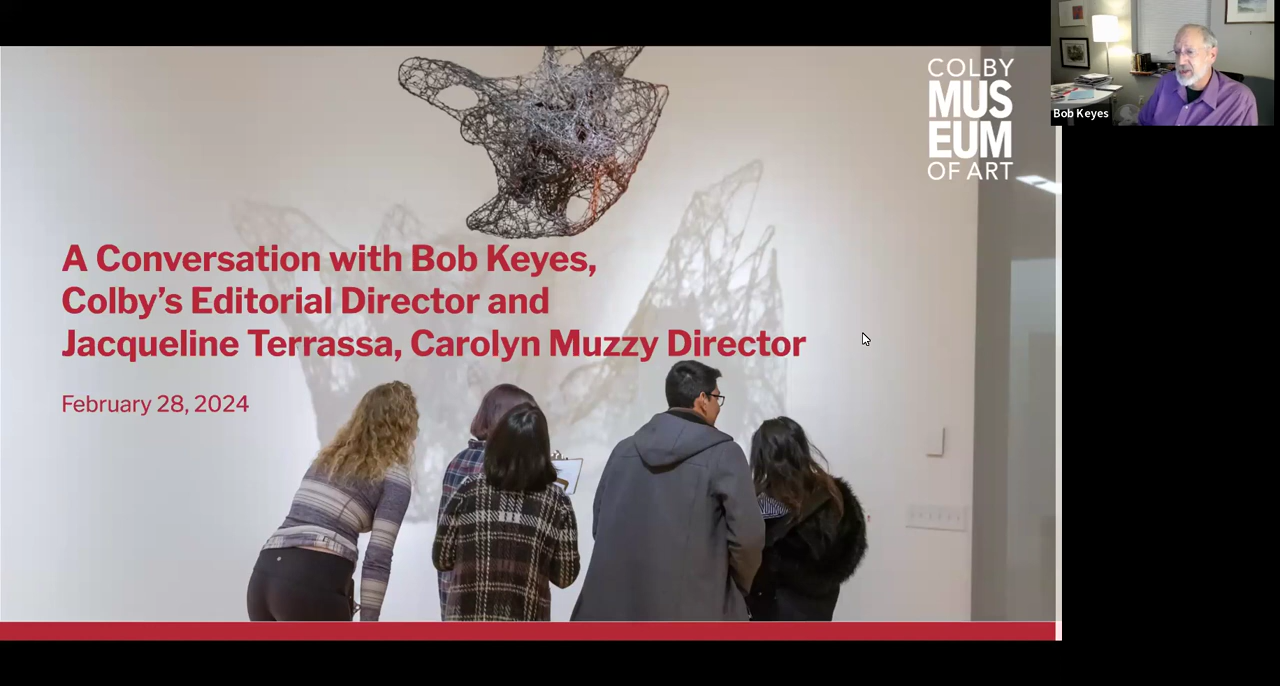 COLBY
MUS
EUM
OF ART
Bob Keyes
A Conversation with Bob Keyes,
Colby’s Editorial Director and
Jacqueline Terrassa, Carolyn Muzzy Director
February 28, 2024